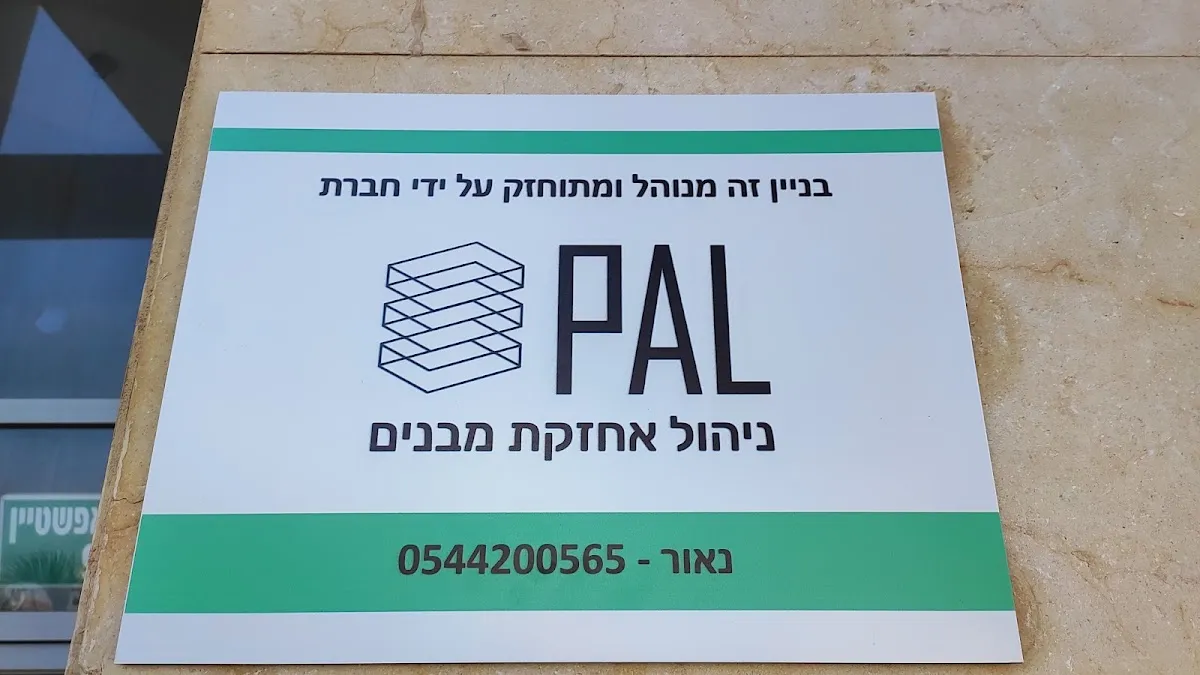 בניין זה מנוהל ומתוחזק על ידי חברת
PAL
ניהול אחזקת מבנים
נאור - 0544200565